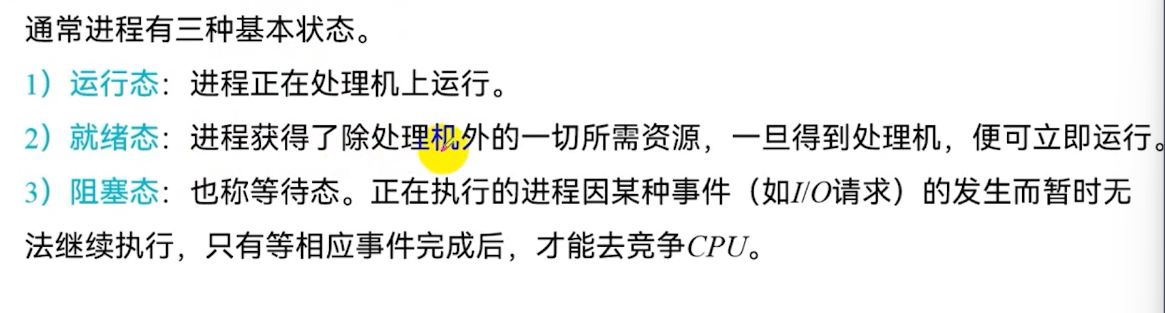 通常进程有三种基本状态。
1）运行态：进程正在处理机上运行。
2）就绪态：进程获得了除处理机外的一切所需资源，一旦得到处理机，便可立即运行。
3）阻塞态：也称等待态。正在执行的进程因某种事件（如I/O请求）的发生而暂时无
法继续执行，只有等相应事件完成后，才能去竞争CPU。